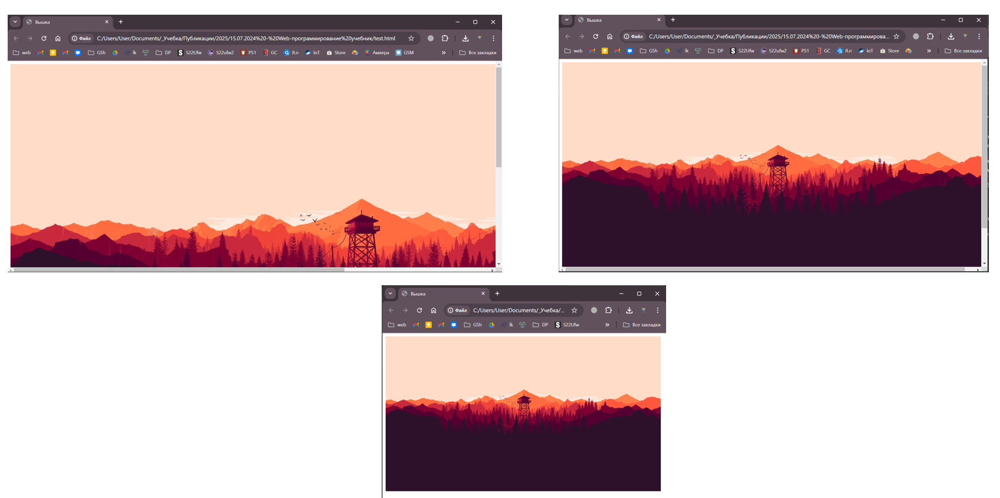 Вышка
Файл C:/Users/User/Documents/_Учебка/Публикации/2025/15.07.2024%20-%20Web-программирование%20учебник/test.html
web GSh lk DP S22Ufw S22ufw2 PS1 GC Я.п IoT Store Амвера GSM » Все закладки
Вышка
Файл C:/Users/User/Documents/_Учебка/Публикации/2025/15.07.2024%20-%20Web-программирова...
web GSh lk DP S22Ufw S22ufw2 PS1 GC Я.п IoT Store » Все закладки
Вышка
Файл C:/Users/User/Documents/_Учебка/...
web GSh lk DP S22Ufw » Все закладки